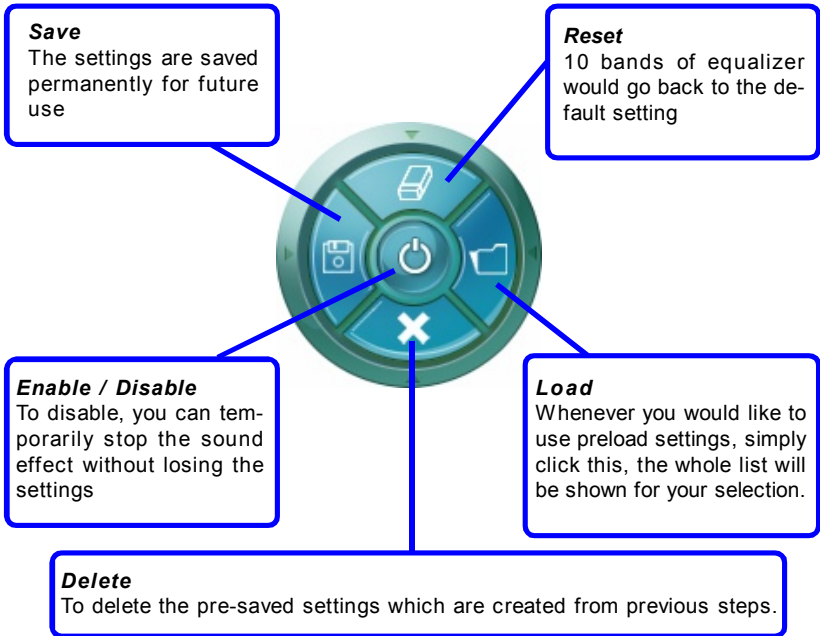 Save
The settings are saved
permanently for future
use
Reset
10 bands of equalizer
would go back to the de-
fault setting
Enable / Disable
To disable, you can tem-
porarily stop the sound
effect without losing the
settings
Load
Whenever you would like to
use preload settings, simply
click this, the whole list will
be shown for your selection.
Delete
To delete the pre-saved settings which are created from previous steps.